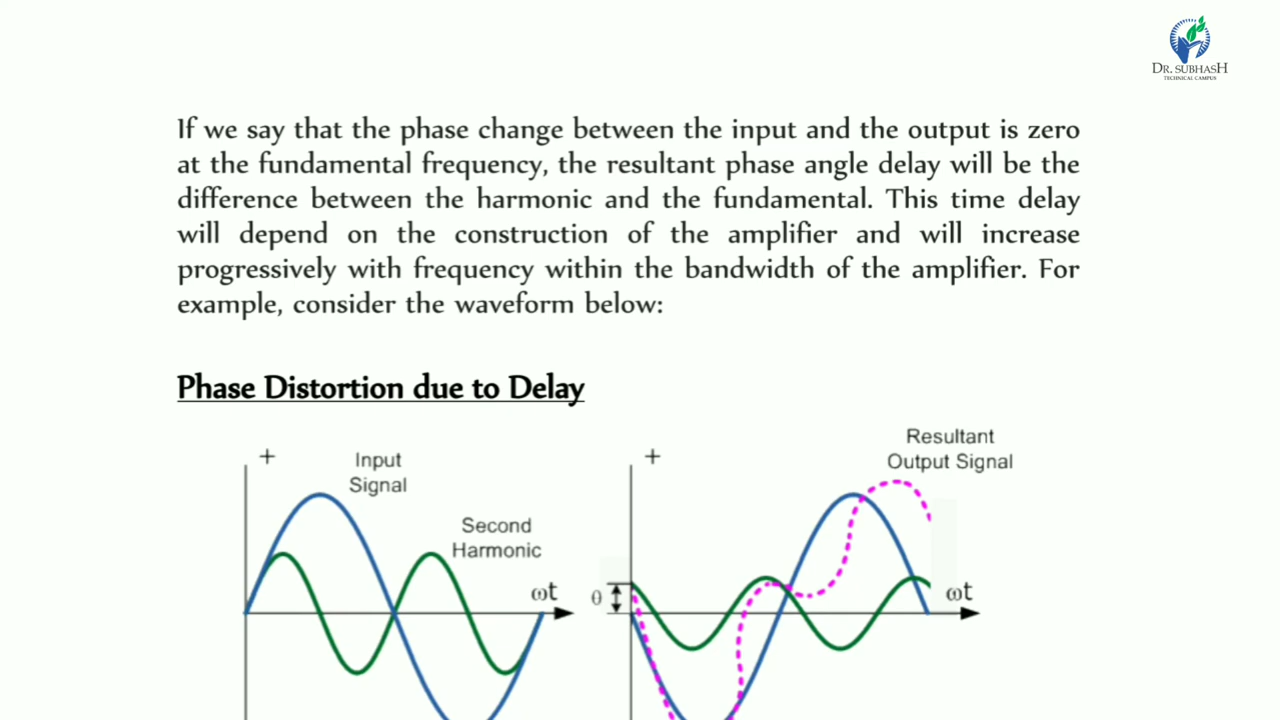 DR. SUBHASH
TECHNICAL CAMPUS
If we say that the phase change between the input and the output is zero
at the fundamental frequency, the resultant phase angle delay will be the
difference between the harmonic and the fundamental. This time delay
will depend on the construction of the amplifier and will increase
progressively with frequency within the bandwidth of the amplifier. For
example, consider the waveform below:
Phase Distortion due to Delay
+
Input
Signal
Second
Harmonic
ωt
+
Resultant
Output Signal
θ
ωt